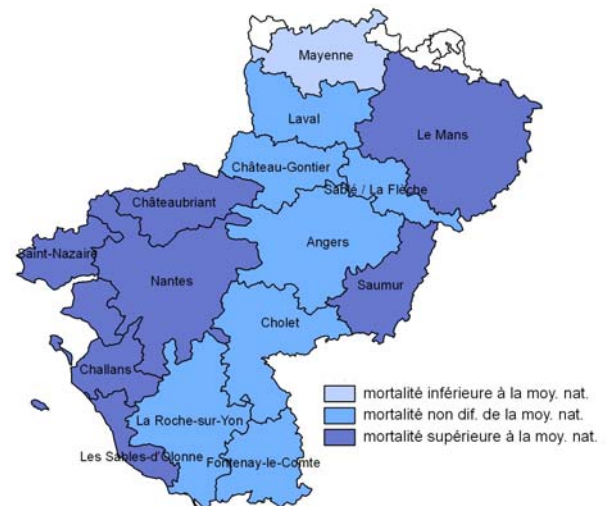 Mayenne
Laval
Le Mans
Château-Gontier
Sablé / La Flèche
Châteaubriant
Angers
Saint-Nazaire
Nantes
Saumur
Cholet
Challans
mortalité inférieure à la moy. nat.
mortalité non dif. de la moy. nat.
La Roche-sur-Yon
mortalité supérieure à la moy. nat.
Les Sables-d'Olonne
Fontenay-le-Comte